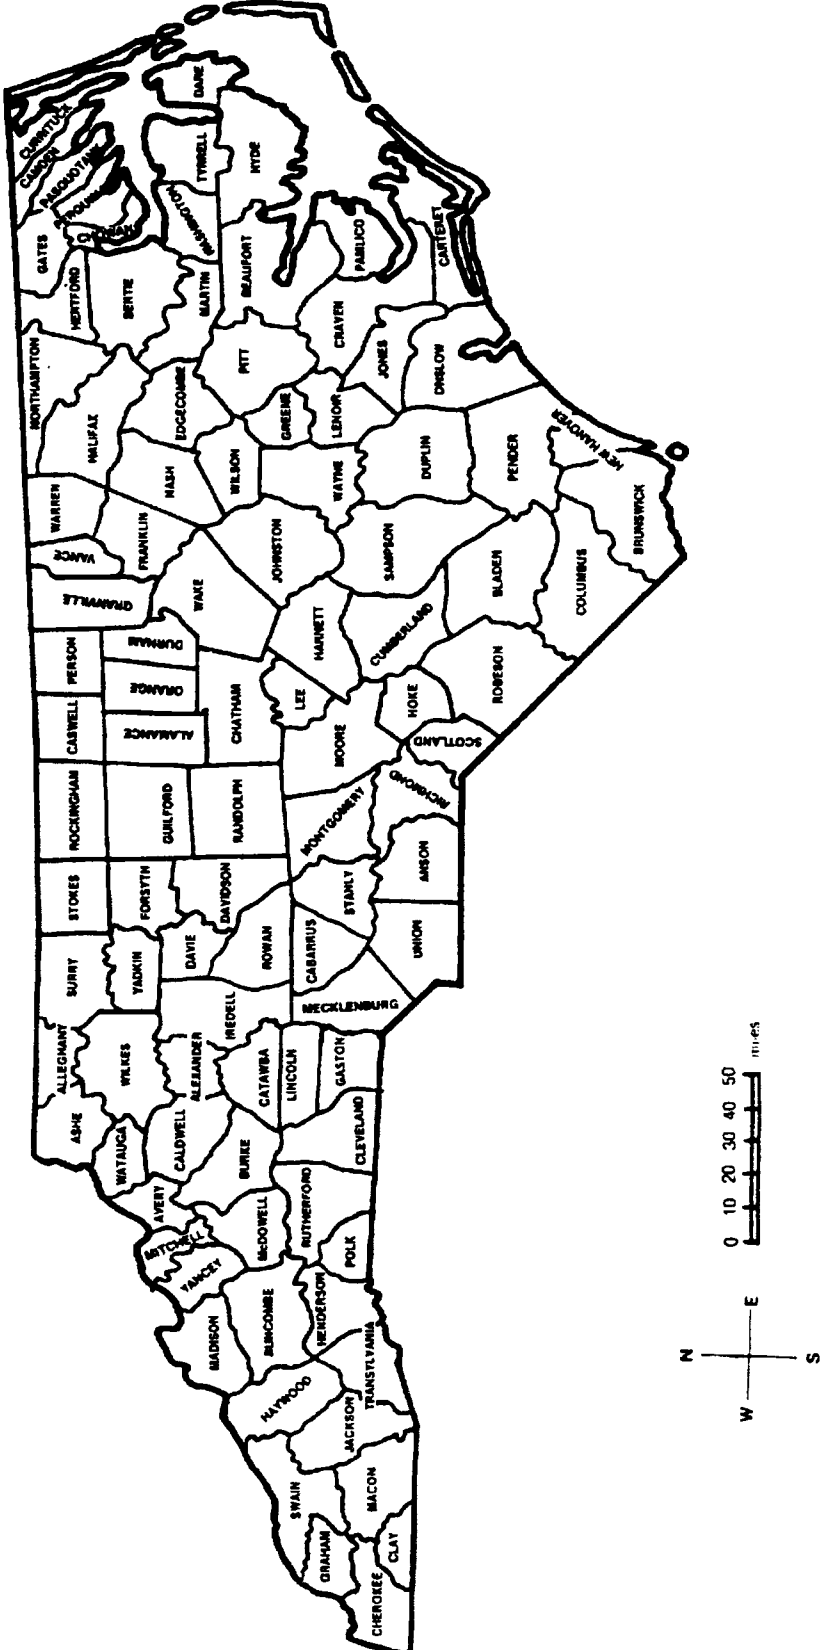 CURRITUCK
CAMDEN
PASQUOTANK
CHOWAN
GATES
HERTFORD
BERTIE
WASHINGTON
TYRRELL
DARE
HYDE
MARTIN
BEAUFORT
PAMLICO
CARTERET
CRAVEN
PITT
JONES
ONSLOW
NORTHAMPTON
HALIFAX
EDGECOMBE
GREENE
LENOIR
WARREN
NASH
WILSON
WAYNE
DUPLIN
PENDER
NEW HANOVER
BRUNSWICK
VANCE
FRANKLIN
JOHNSTON
SAMPSON
BLADEN
COLUMBUS
GRANVILLE
WAKE
HARNETT
CUMBERLAND
ROBESON
PERSON
DURHAM
ORANGE
CHATHAM
LEE
HOKE
SCOTLAND
CASWELL
ALAMANCE
MOORE
RICHMOND
ROCKINGHAM
GUILFORD
RANDOLPH
MONTGOMERY
ANSON
STOKES
FORSYTH
DAVIDSON
STANLY
UNION
SURRY
YADKIN
DAVIE
ROWAN
CABARRUS
MECKLENBURG
ALLEGHANY
WILKES
ALEXANDER
IREDELL
CATAWBA
LINCOLN
GASTON
ASHE
WATAUGA
CALDWELL
BURKE
CLEVELAND
AVERY
MITCHELL
YANCEY
McDOWELL
RUTHERFORD
POLK
MADISON
BUNCOMBE
HENDERSON
TRANSYLVANIA
HAYWOOD
JACKSON
SWAIN
MACON
GRAHAM
CLAY
CHEROKEE
0 10 20 30 40 50
miles
N
W E
S